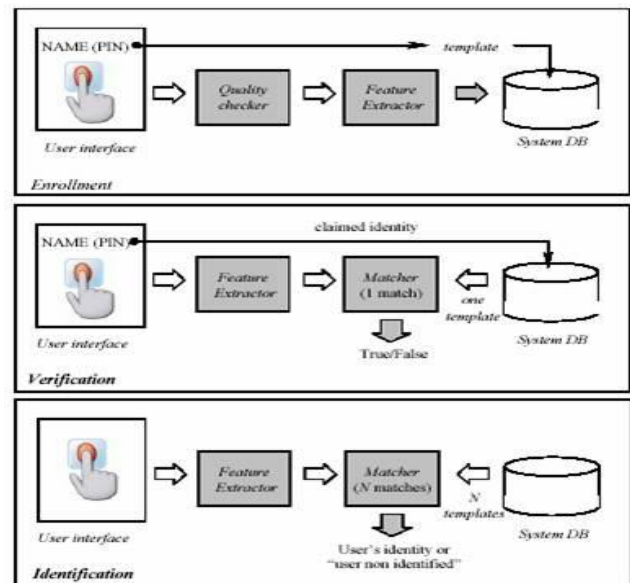 NAME (PIN)
template
Quality
checker
Feature
Extractor
User interface
System DB
Enrollment
claimed identity
NAME (PIN)
Feature
Extractor
Matcher
(1 match)
one
template
True/False
User interface
System DB
Verification
Feature
Extractor
Matcher
(N matches)
N
templates
User interface
System DB
User's identity or
"user non identified"
Identification